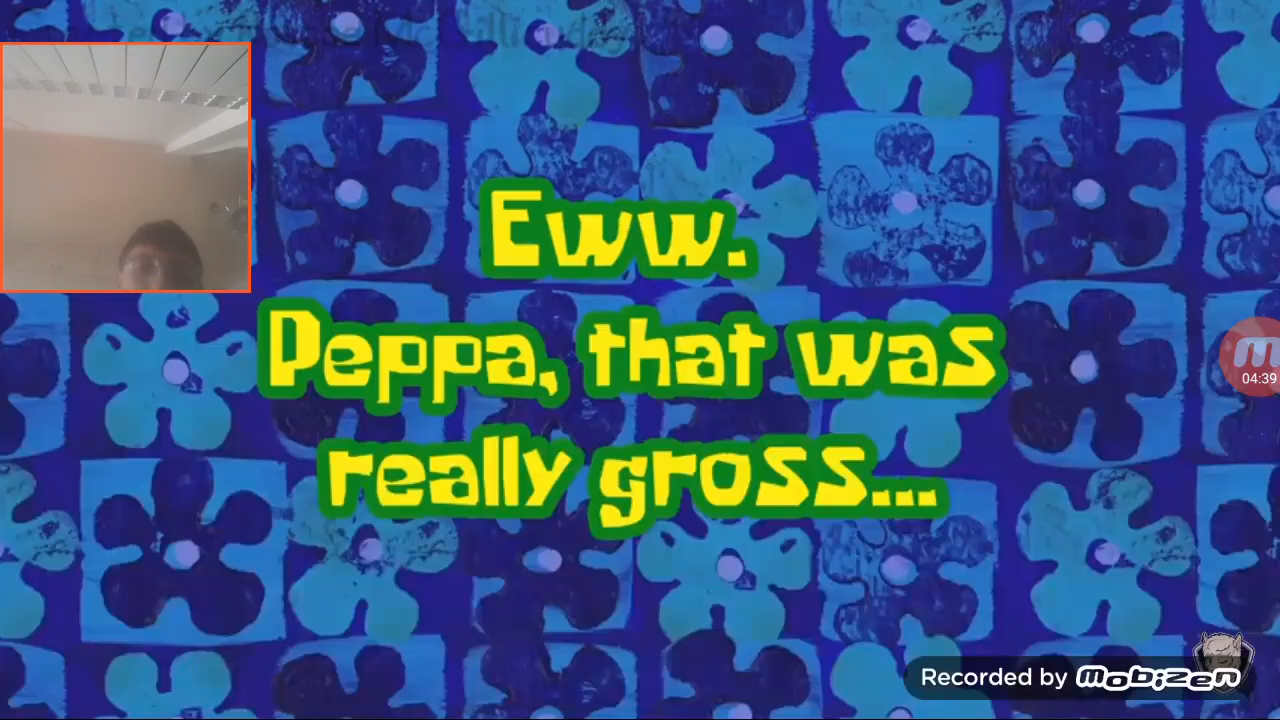 Eww.
Peppa, that was
really gross...
04:39
Recorded by mobizen